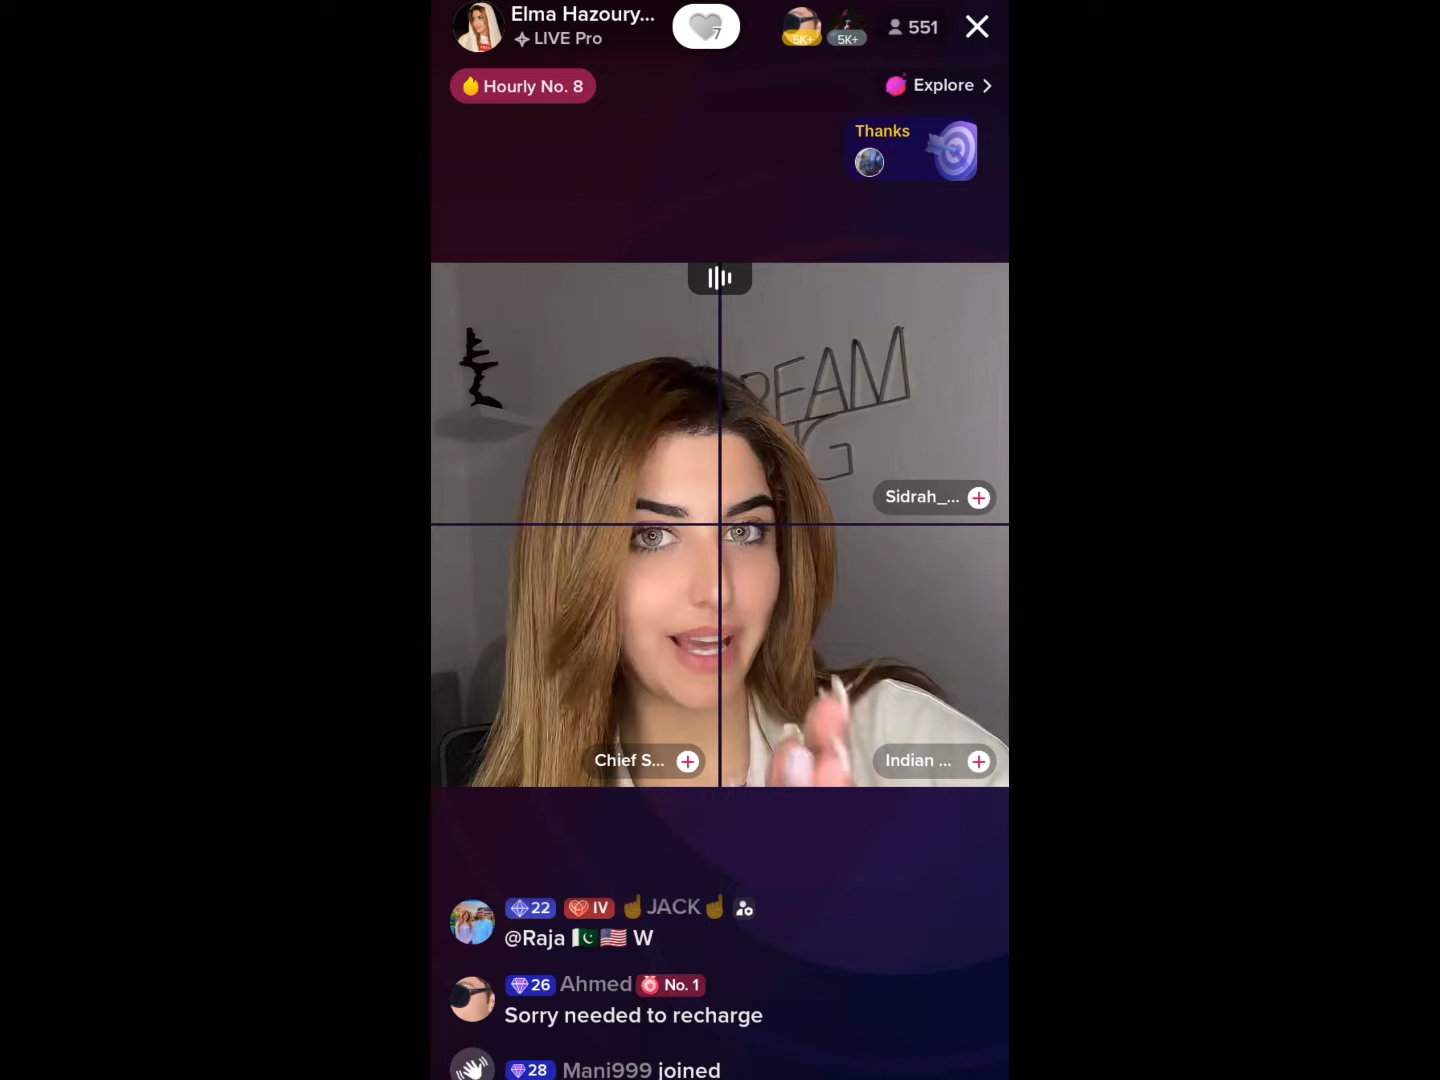 Elma Hazoury...
LIVE Pro
7
5K+
5K+
551
Hourly No. 8
Explore
Thanks
REAM
G
Sidrah_...
Chief S...
Indian ...
22 IV ☝JACK☝
@Raja 🇵🇰🇺🇸 W
26 Ahmed No. 1
Sorry needed to recharge
28 Mani999 joined